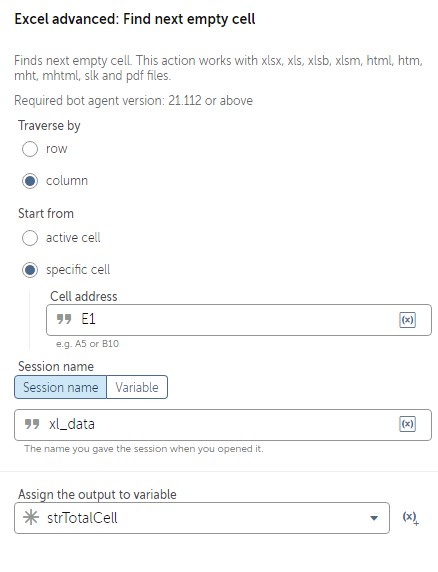 Excel advanced: Find next empty cell
Finds next empty cell. This action works with xlsx, xls, xlsb, xlsm, html, htm,
mht, mhtml, slk and pdf files.
Required bot agent version: 21.112 or above
Traverse by
row
column
Start from
active cell
specific cell
Cell address
E1
(x)
e.g. A5 or B10
Session name
Session name Variable
xl_data
(x)
The name you gave the session when you opened it.
Assign the output to variable
strTotalCell
(x)+